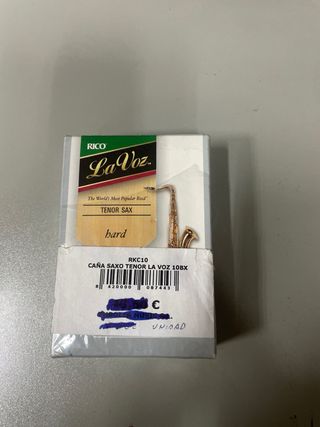 RICO
La Voz
The World's Most Popular Reed
TENOR SAX
hard
RKC10
CAÑA SAXO TENOR LA VOZ 10BX
8 420000 087443
€
UNIDAD